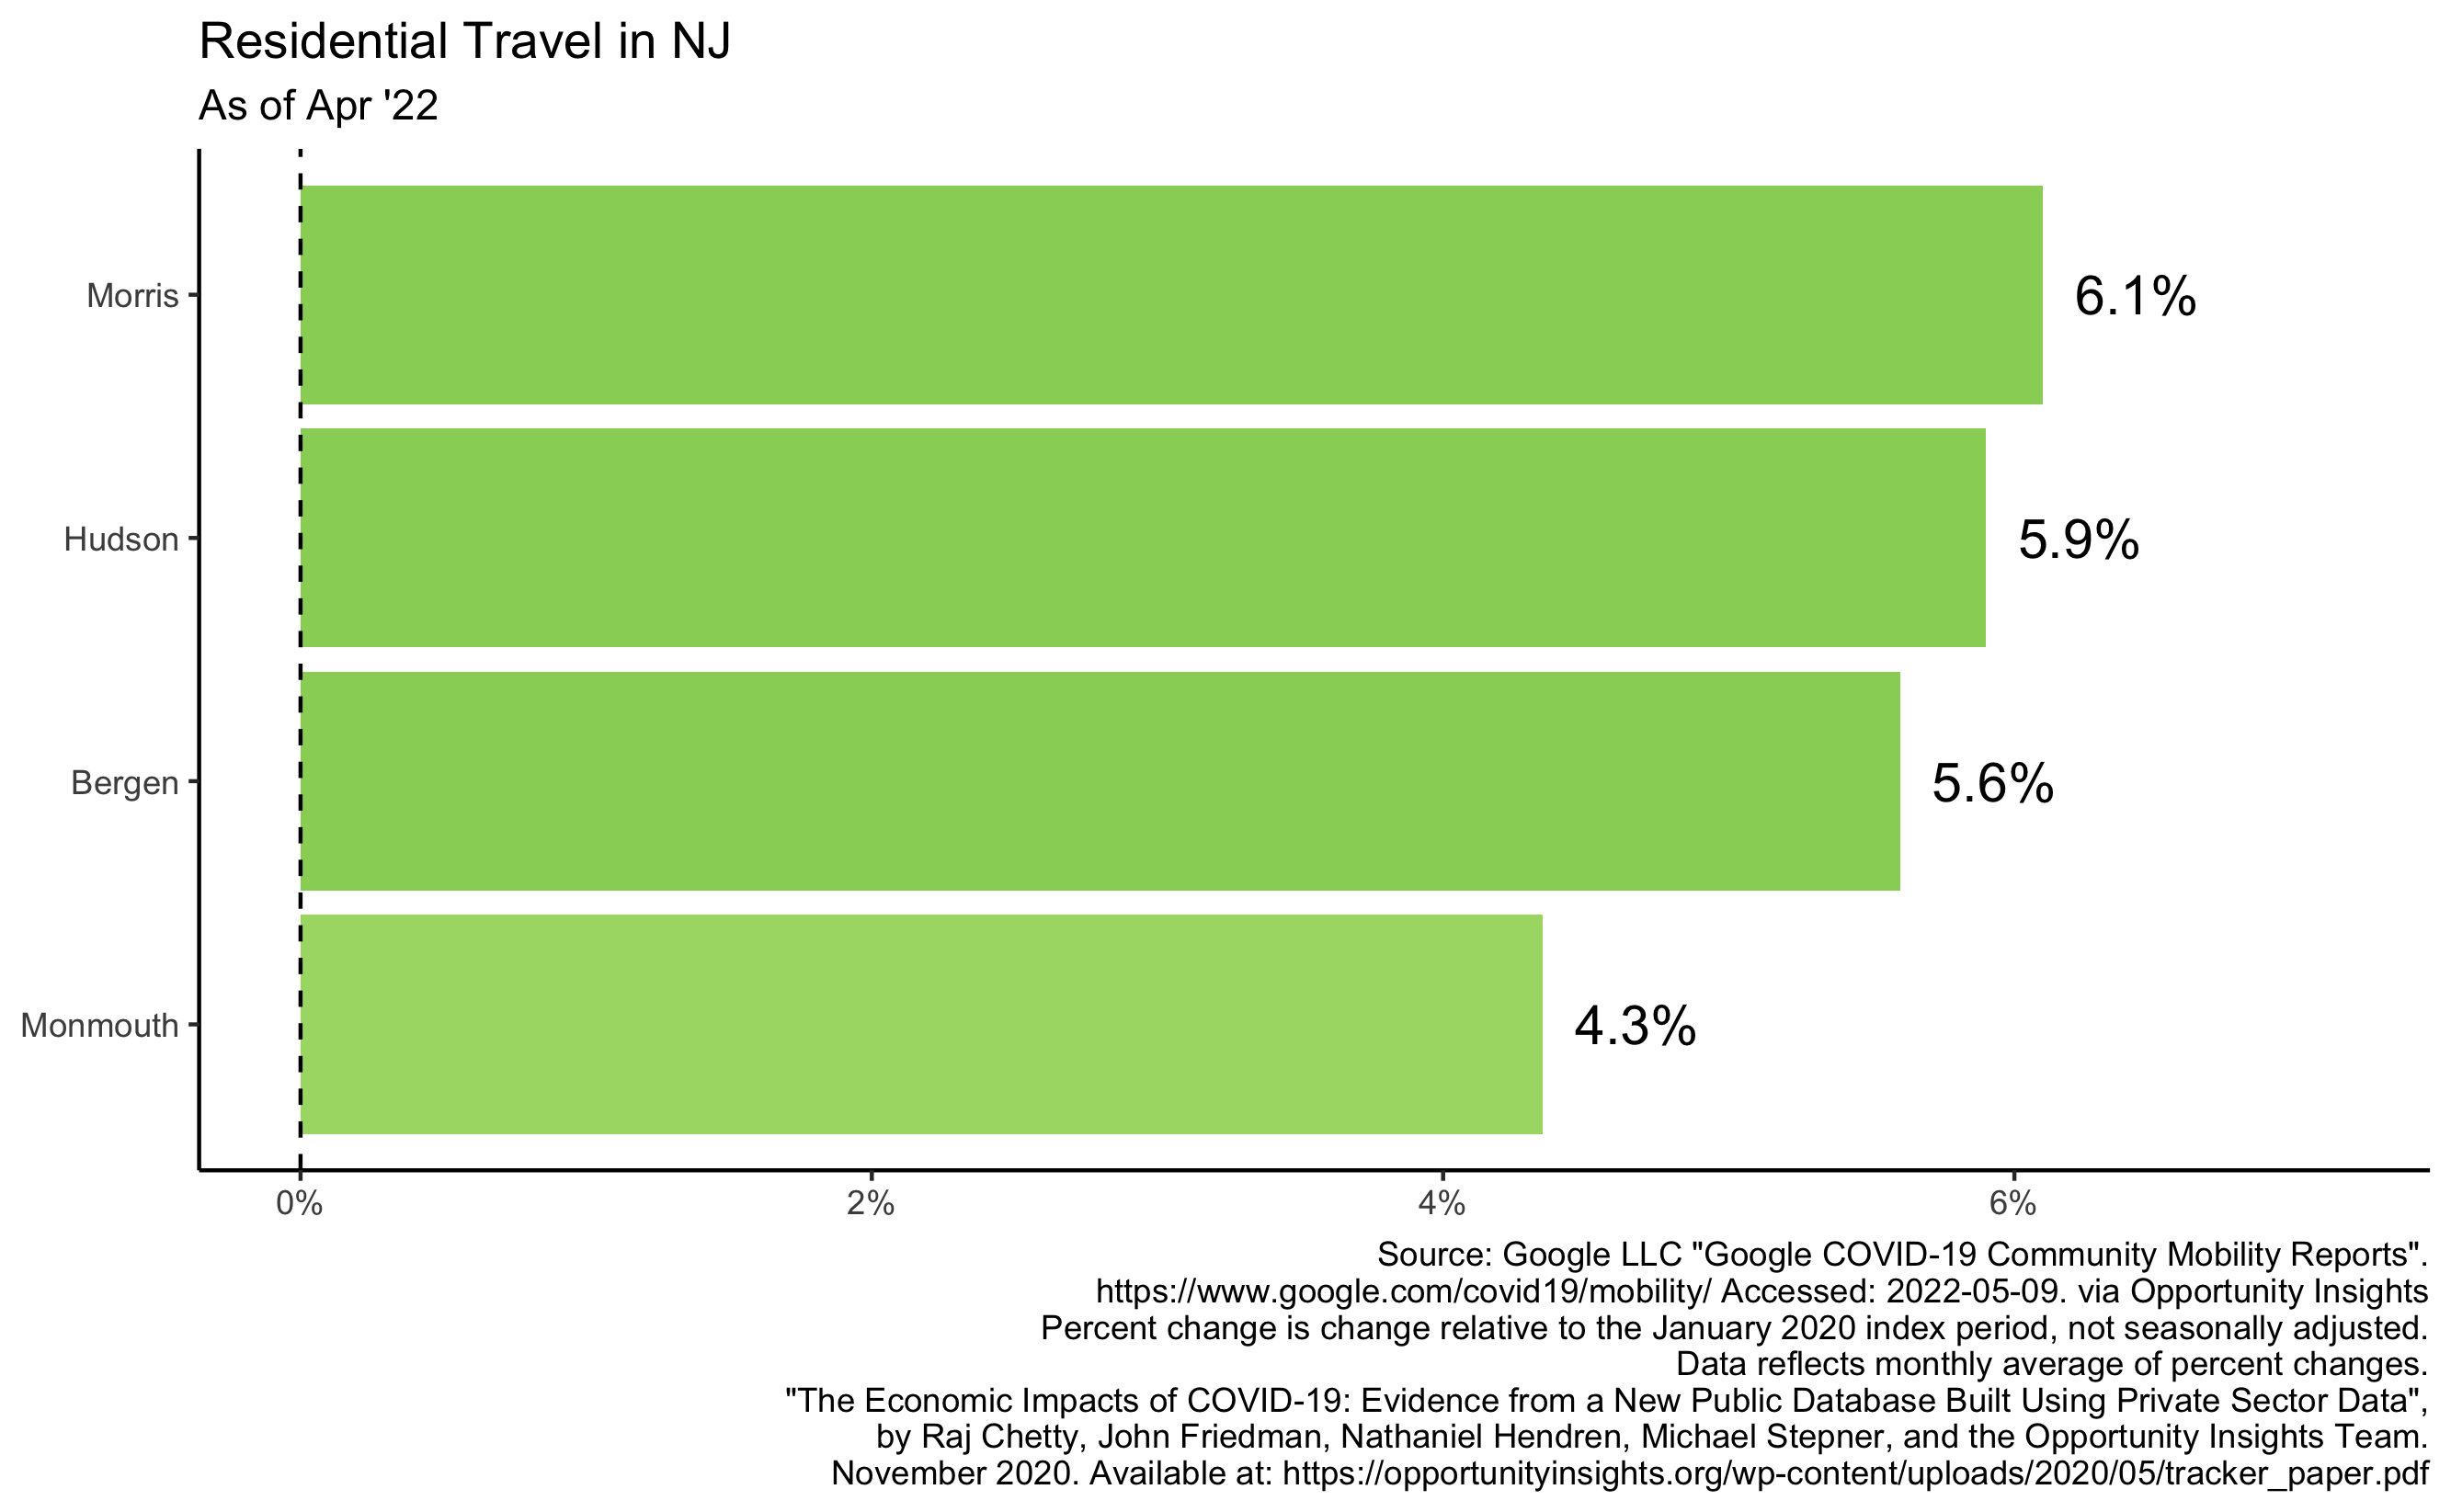 Residential Travel in NJ
As of Apr '22
Morris
6.1%
Hudson
5.9%
Bergen
5.6%
Monmouth
4.3%
0% 2% 4% 6%
Source: Google LLC "Google COVID-19 Community Mobility Reports".
https://www.google.com/covid19/mobility/ Accessed: 2022-05-09. via Opportunity Insights
Percent change is change relative to the January 2020 index period, not seasonally adjusted.
Data reflects monthly average of percent changes.
"The Economic Impacts of COVID-19: Evidence from a New Public Database Built Using Private Sector Data",
by Raj Chetty, John Friedman, Nathaniel Hendren, Michael Stepner, and the Opportunity Insights Team.
November 2020. Available at: https://opportunityinsights.org/wp-content/uploads/2020/05/tracker_paper.pdf